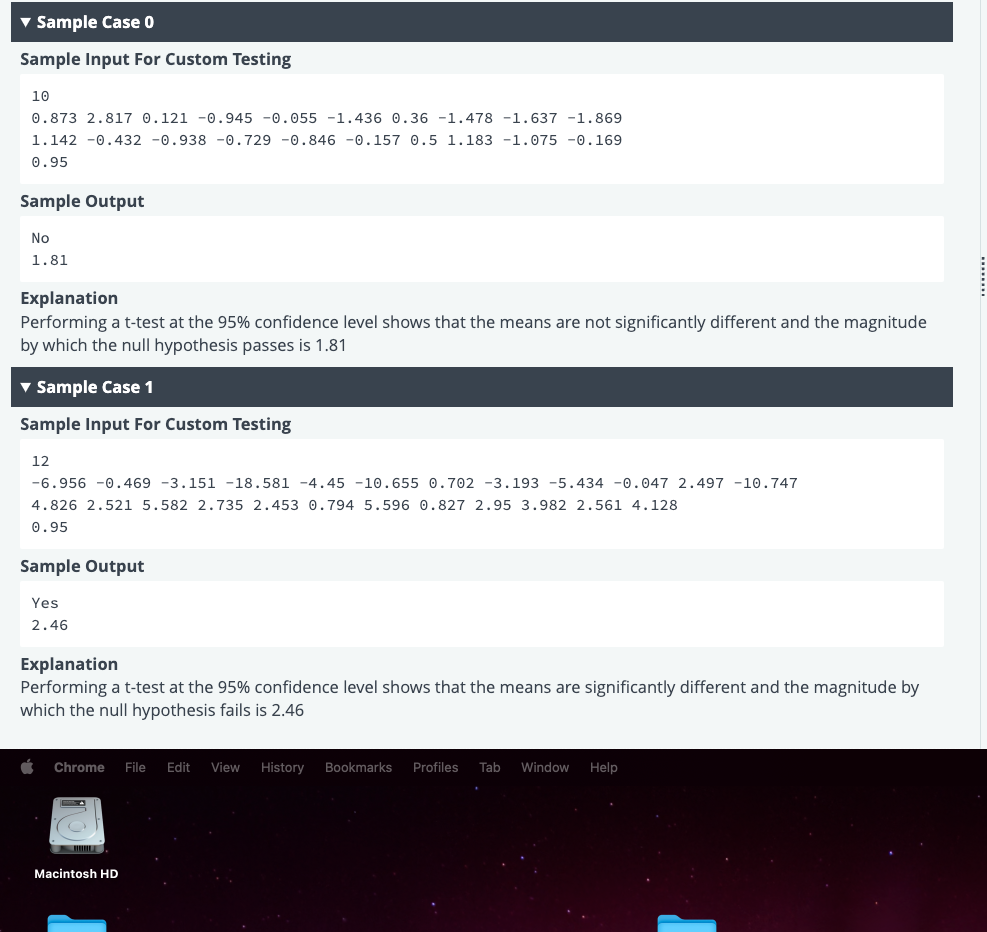 ▼ Sample Case 0
Sample Input For Custom Testing
10
0.873 2.817 0.121 -0.945 -0.055 -1.436 0.36 -1.478 -1.637 -1.869
1.142 -0.432 -0.938 -0.729 -0.846 -0.157 0.5 1.183 -1.075 -0.169
0.95
Sample Output
No
1.81
Explanation
Performing a t-test at the 95% confidence level shows that the means are not significantly different and the magnitude
by which the null hypothesis passes is 1.81
▼ Sample Case 1
Sample Input For Custom Testing
12
-6.956 -0.469 -3.151 -18.581 -4.45 -10.655 0.702 -3.193 -5.434 -0.047 2.497 -10.747
4.826 2.521 5.582 2.735 2.453 0.794 5.596 0.827 2.95 3.982 2.561 4.128
0.95
Sample Output
Yes
2.46
Explanation
Performing a t-test at the 95% confidence level shows that the means are significantly different and the magnitude by
which the null hypothesis fails is 2.46
Chrome File Edit View History Bookmarks Profiles Tab Window Help
Macintosh HD